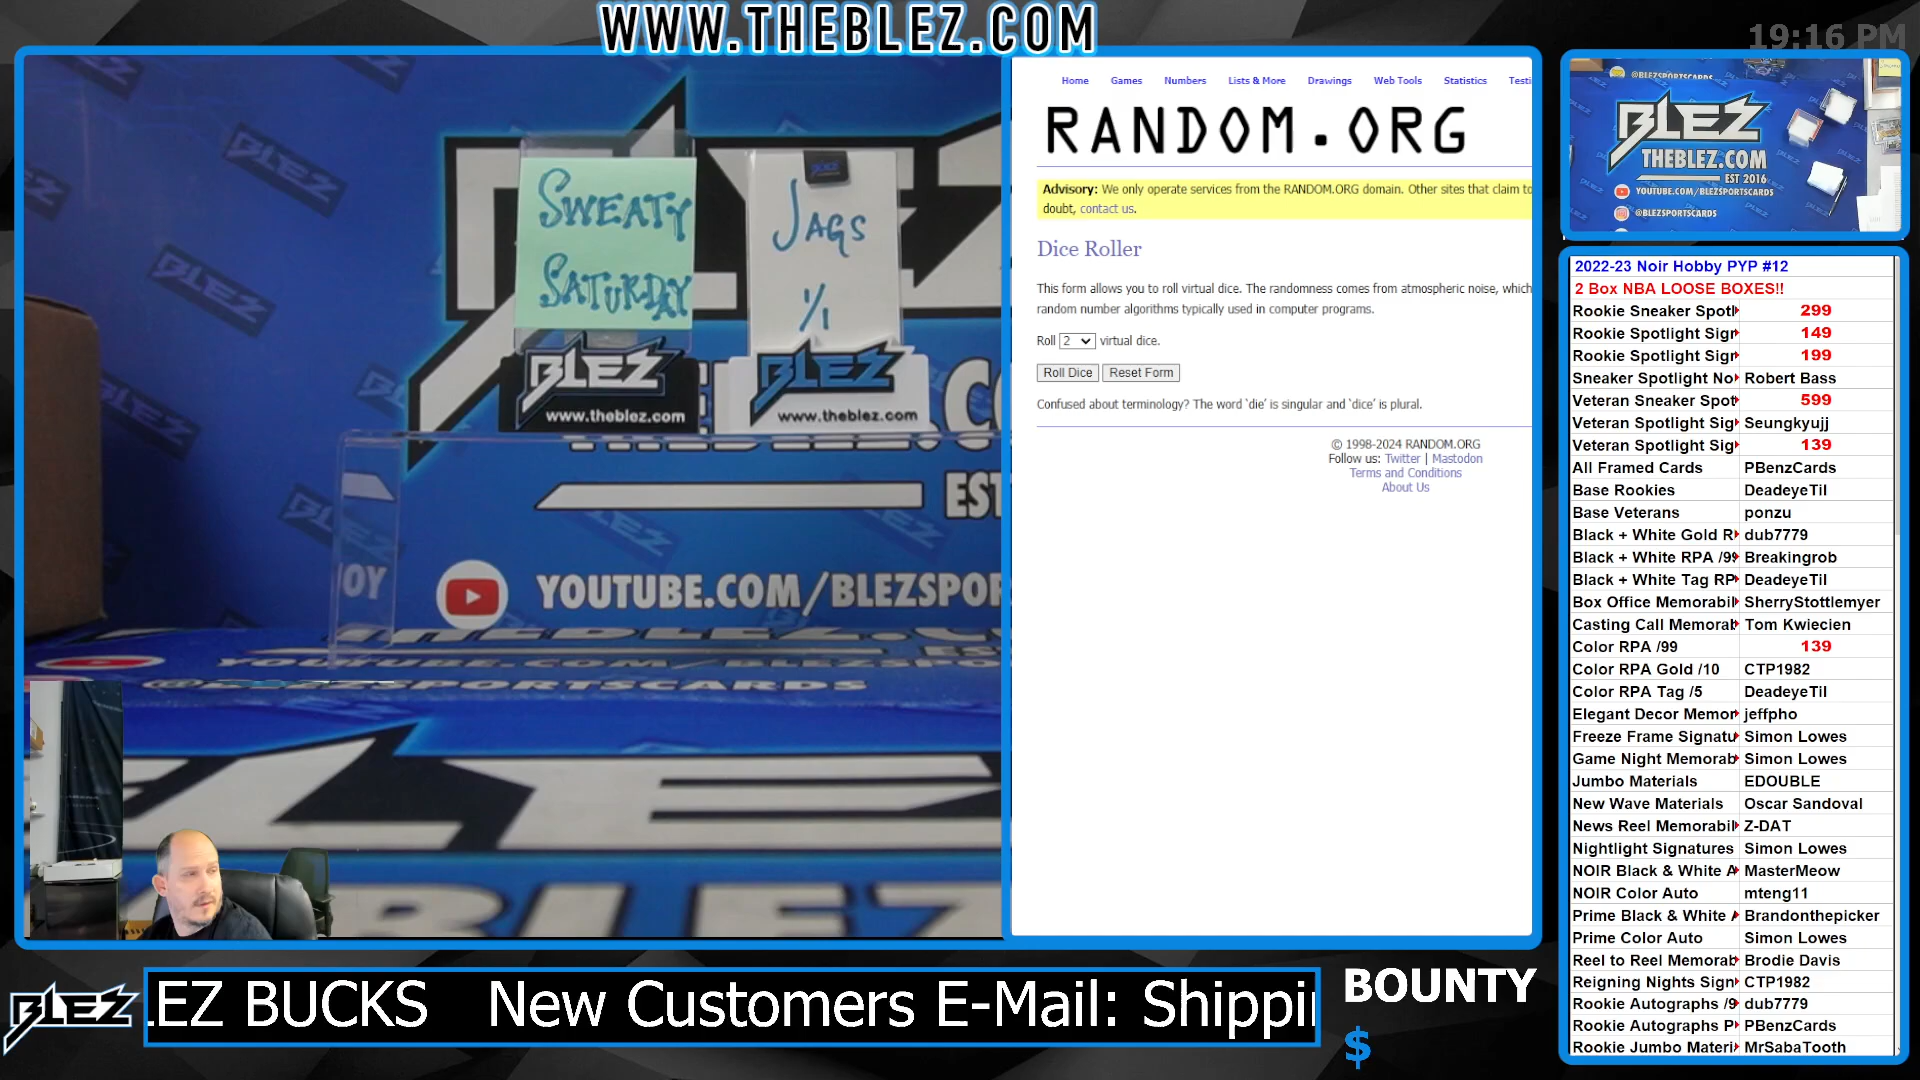 WWW.THEBLEZ.COM
19:16 PM
SWEATY
SATURDAY
JAGS
1/1
BLEZ
www.theblez.com
BLEZ
www.theblez.com
EST
YOUTUBE.COM/BLEZSPOR
Home Games Numbers Lists & More Drawings Web Tools Statistics Testi
RANDOM.ORG
Advisory: We only operate services from the RANDOM.ORG domain. Other sites that claim to
doubt, contact us.
Dice Roller
This form allows you to roll virtual dice. The randomness comes from atmospheric noise, which
random number algorithms typically used in computer programs.
Roll 2 virtual dice.
Roll Dice Reset Form
Confused about terminology? The word 'die' is singular and 'dice' is plural.
© 1998-2024 RANDOM.ORG
Follow us: Twitter | Mastodon
Terms and Conditions
About Us
@BLEZSPORTSCARDS
BLEZ
THEBLEZ.COM
EST 2016
YOUTUBE.COM/BLEZSPORTSCARDS
@BLEZSPORTSCARDS
2022-23 Noir Hobby PYP #12
2 Box NBA LOOSE BOXES!!
Rookie Sneaker Spotl 299
Rookie Spotlight Sigr 149
Rookie Spotlight Sigr 199
Sneaker Spotlight No Robert Bass
Veteran Sneaker Spot 599
Veteran Spotlight Sig Seungkyujj
Veteran Spotlight Sig 139
All Framed Cards PBenzCards
Base Rookies DeadeyeTil
Base Veterans ponzu
Black + White Gold R dub7779
Black + White RPA /99 Breakingrob
Black + White Tag RP DeadeyeTil
Box Office Memorabil SherryStottlemyer
Casting Call Memorab Tom Kwiecien
Color RPA /99 139
Color RPA Gold /10 CTP1982
Color RPA Tag /5 DeadeyeTil
Elegant Decor Memor jeffpho
Freeze Frame Signatu Simon Lowes
Game Night Memorab Simon Lowes
Jumbo Materials EDOUBLE
New Wave Materials Oscar Sandoval
News Reel Memorabil Z-DAT
Nightlight Signatures Simon Lowes
NOIR Black & White A MasterMeow
NOIR Color Auto mteng11
Prime Black & White A Brandonthepicker
Prime Color Auto Simon Lowes
Reel to Reel Memorab Brodie Davis
Reigning Nights Sign CTP1982
Rookie Autographs /9 dub7779
Rookie Autographs P PBenzCards
Rookie Jumbo Materi MrSabaTooth
BLEZ
LEZ BUCKS New Customers E-Mail: Shippin
BOUNTY
$